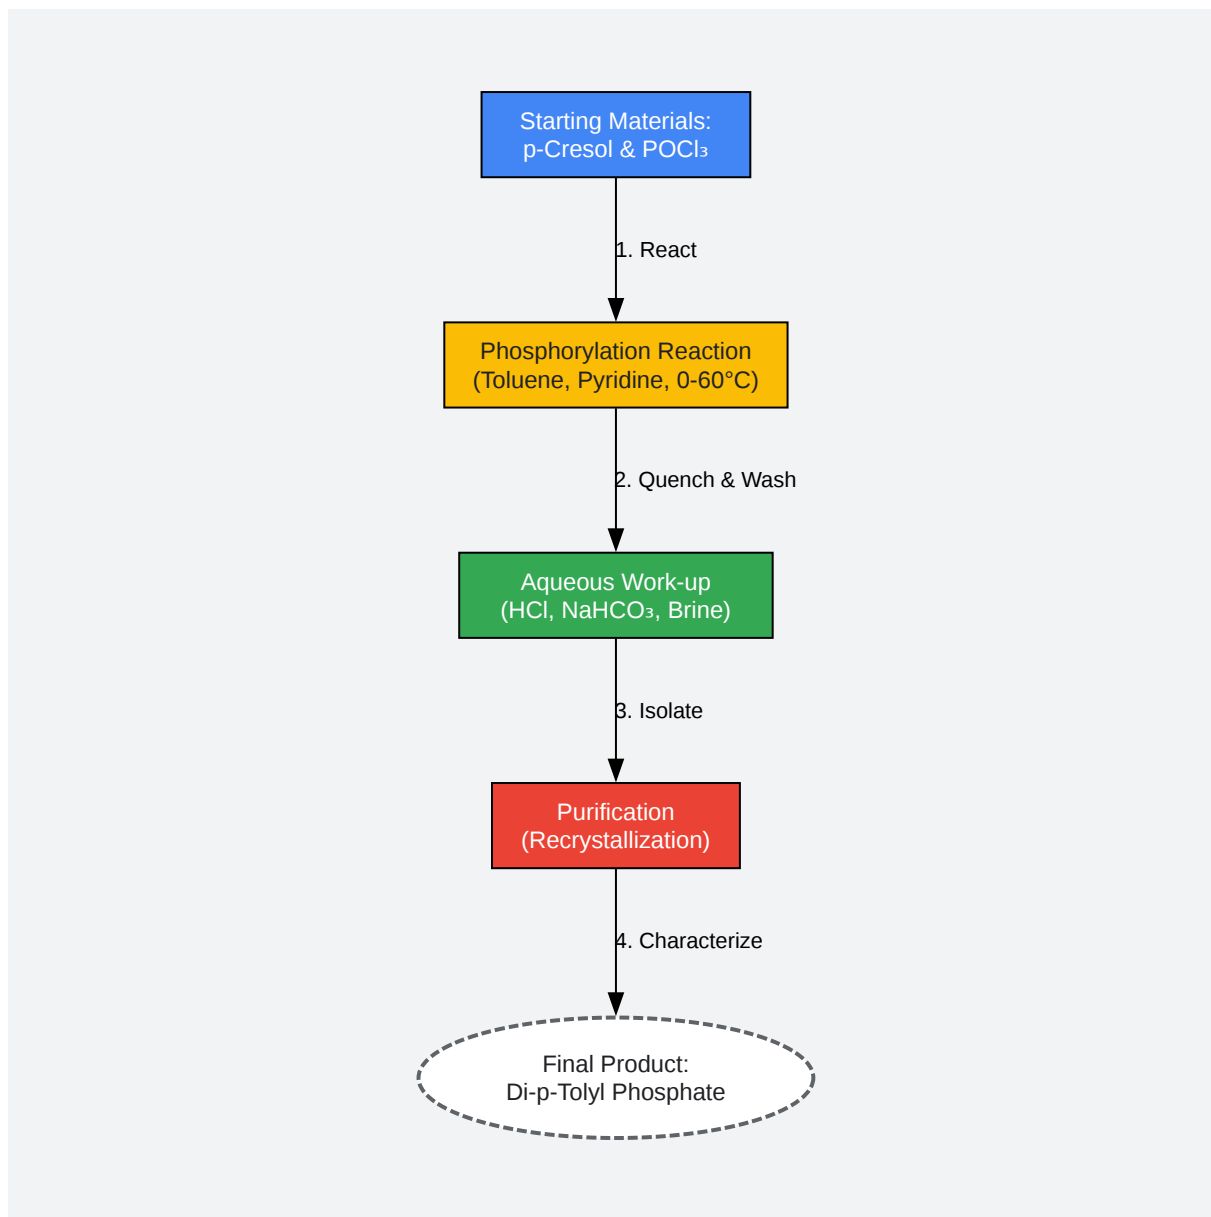 Starting Materials:
p-Cresol & POCl₃
1. React
Phosphorylation Reaction
(Toluene, Pyridine, 0-60°C)
2. Quench & Wash
Aqueous Work-up
(HCl, NaHCO₃, Brine)
3. Isolate
Purification
(Recrystallization)
4. Characterize
Final Product:
Di-p-Tolyl Phosphate